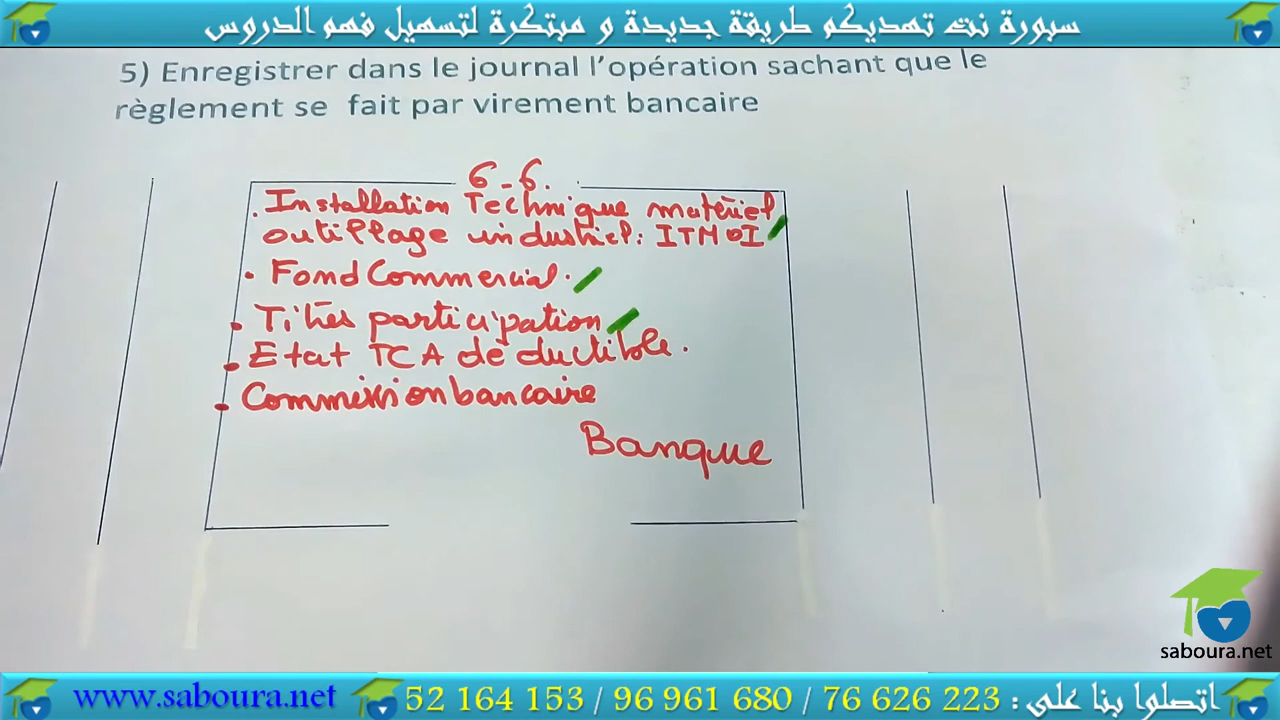 سبورة نت تهديكم طريقة جديدة و مبتكرة لتسهيل فهم الدروس
5) Enregistrer dans le journal l'opération sachant que le
règlement se fait par virement bancaire
6-6.
. Installation Technique matériel
outillage industriel: ITMOI
. Fond Commercial.
. Titres participation
. Etat TCA déductible.
. Commission bancaire
Banque
saboura.net
www.saboura.net
اتصلوا بنا على : 52 164 153 / 96 961 680 / 76 626 223